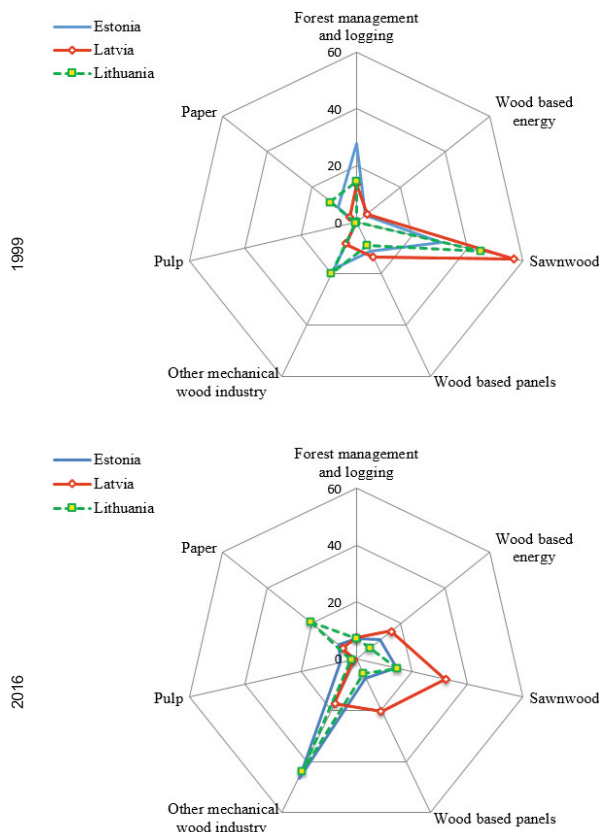 Estonia
Latvia
Lithuania
Forest management
and logging
60
40
20
0
Wood based
energy
Sawnwood
Wood based panels
Other mechanical
wood industry
Pulp
Paper
1999
Estonia
Latvia
Lithuania
Forest management
and logging
60
40
20
0
Wood based
energy
Sawnwood
Wood based panels
Other mechanical
wood industry
Pulp
Paper
2016